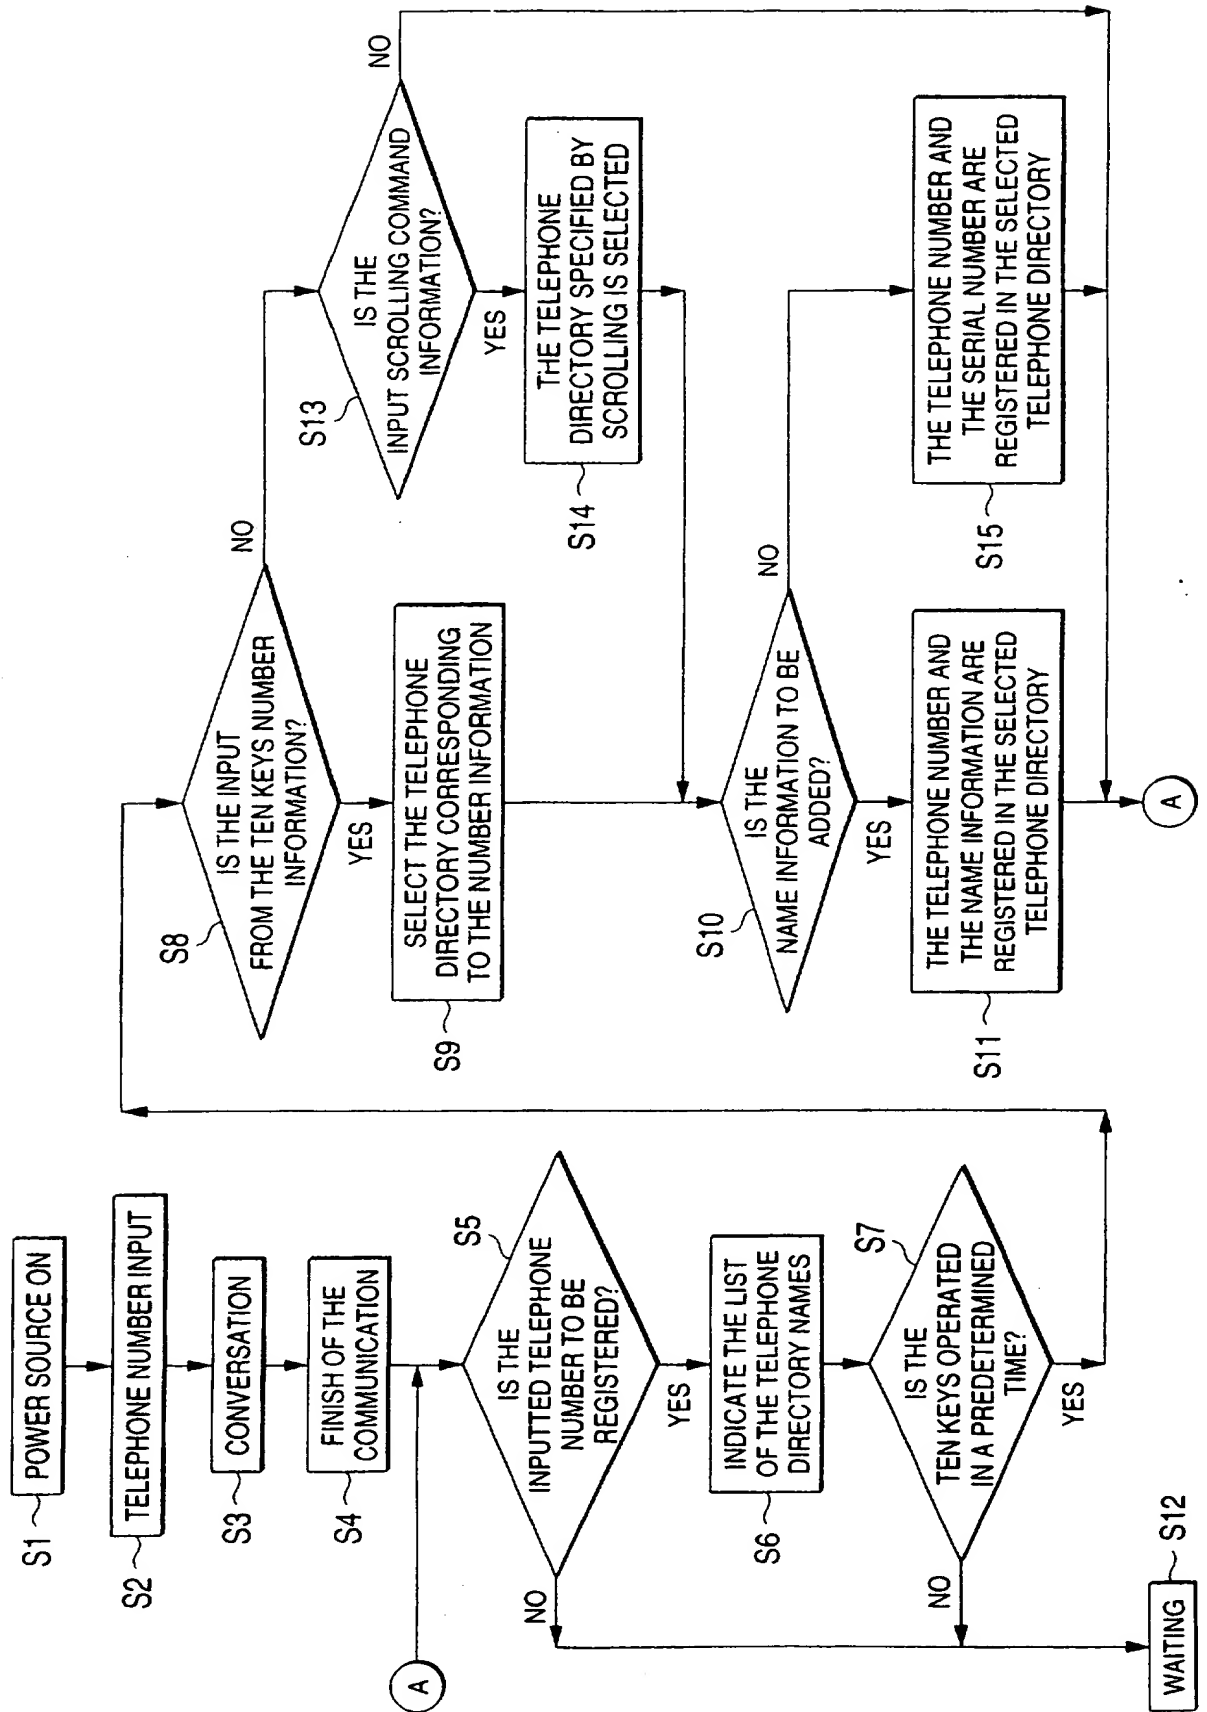 S1
POWER SOURCE ON
S2
TELEPHONE NUMBER INPUT
S3
CONVERSATION
S4
FINISH OF THE
COMMUNICATION
A
S5
IS THE
INPUTTED TELEPHONE
NUMBER TO BE
REGISTERED?
NO
YES
S6
INDICATE THE LIST
OF THE TELEPHONE
DIRECTORY NAMES
S7
IS THE
TEN KEYS OPERATED
IN A PREDETERMINED
TIME?
NO
YES
S12
WAITING
S8
IS THE INPUT
FROM THE TEN KEYS NUMBER
INFORMATION?
NO
YES
S9
SELECT THE TELEPHONE
DIRECTORY CORRESPONDING
TO THE NUMBER INFORMATION
S13
IS THE
INPUT SCROLLING COMMAND
INFORMATION?
NO
YES
S14
THE TELEPHONE
DIRECTORY SPECIFIED BY
SCROLLING IS SELECTED
S10
IS THE
NAME INFORMATION TO BE
ADDED?
NO
YES
S11
THE TELEPHONE NUMBER AND
THE NAME INFORMATION ARE
REGISTERED IN THE SELECTED
TELEPHONE DIRECTORY
S15
THE TELEPHONE NUMBER AND
THE SERIAL NUMBER ARE
REGISTERED IN THE SELECTED
TELEPHONE DIRECTORY
A